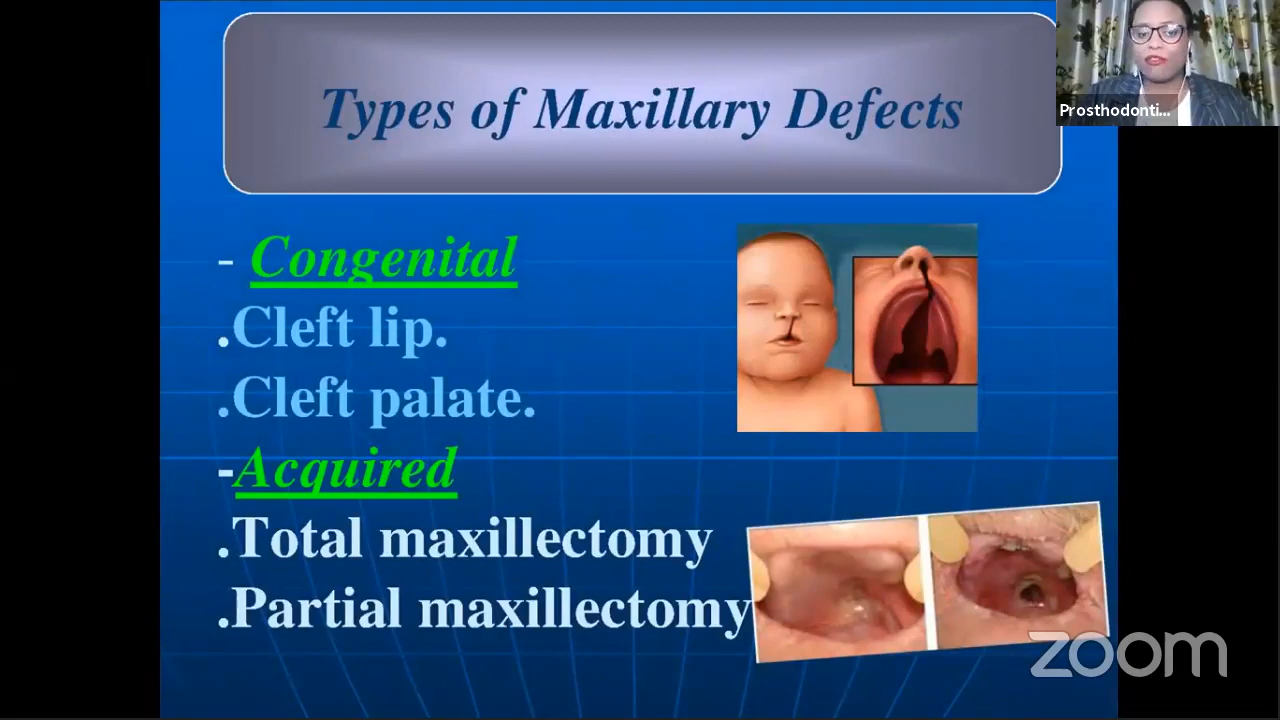 Types of Maxillary Defects
Prosthodonti...
- Congenital
.Cleft lip.
.Cleft palate.
-Acquired
.Total maxillectomy
.Partial maxillectomy
zoom